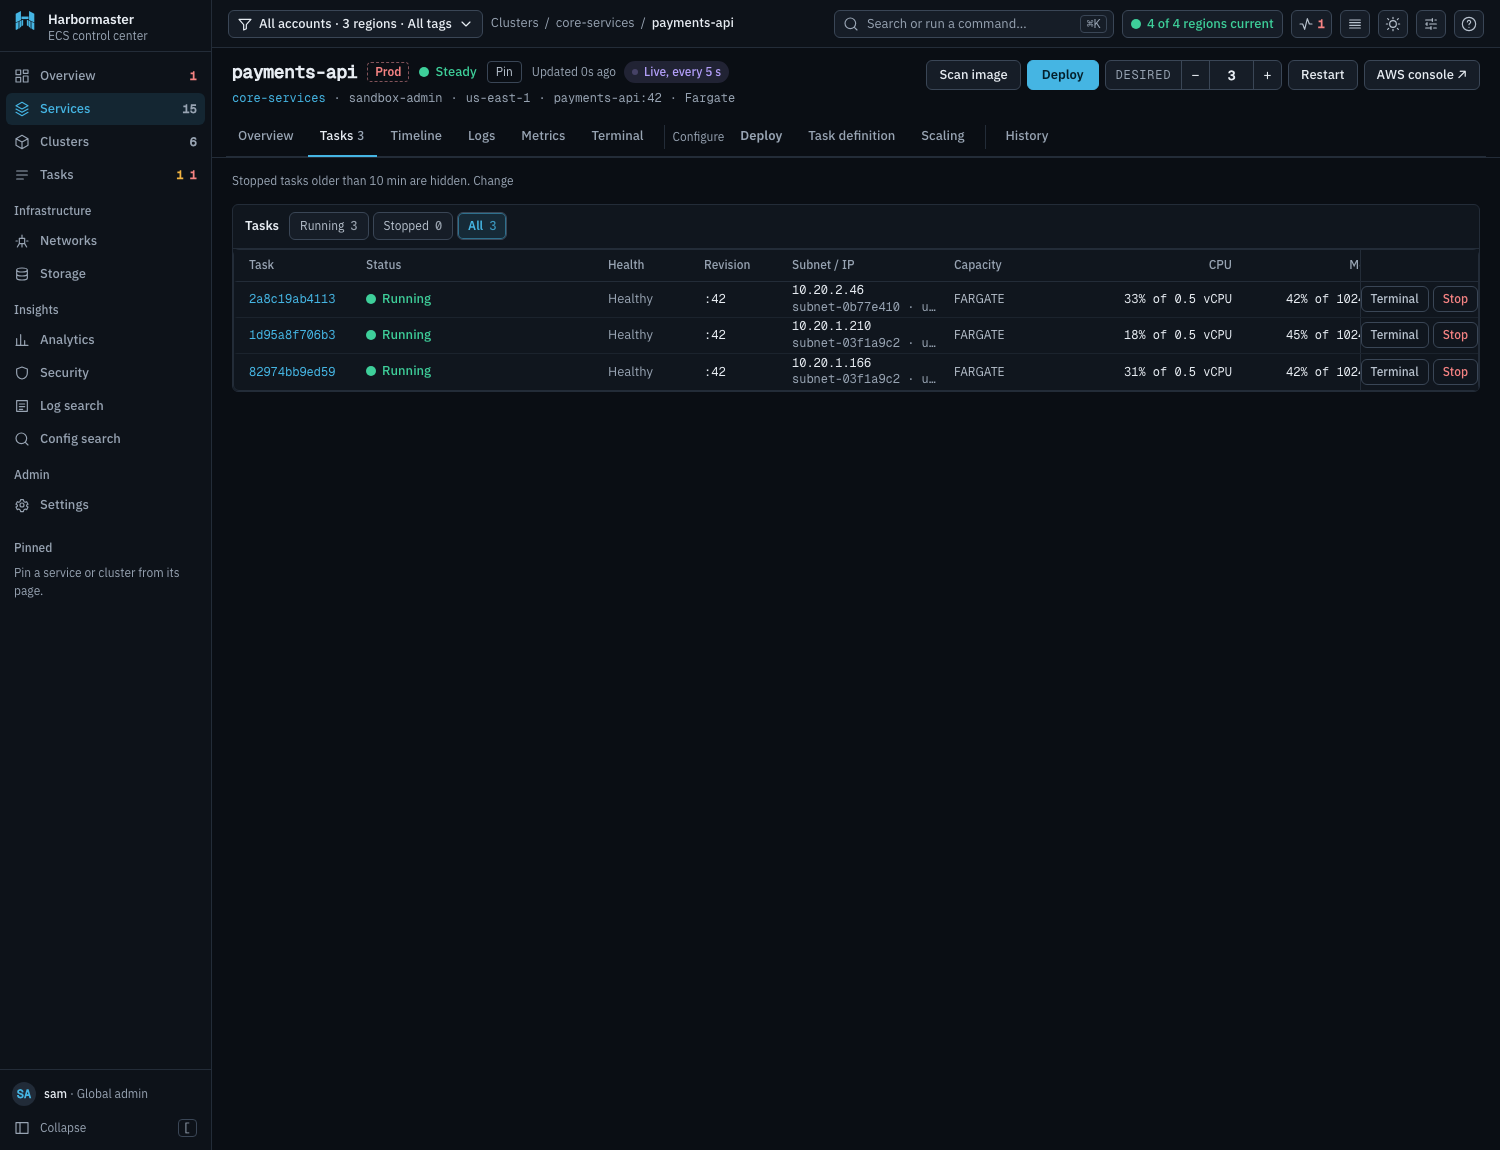 Harbormaster
ECS control center
Overview 1
Services 15
Clusters 6
Tasks 1 1
Infrastructure
Networks
Storage
Insights
Analytics
Security
Log search
Config search
Admin
Settings
Pinned
Pin a service or cluster from its
page.
SA sam · Global admin
Collapse [
All accounts · 3 regions · All tags
Clusters / core-services / payments-api
Search or run a command... ⌘K
4 of 4 regions current
1
payments-api Prod Steady Pin Updated 0s ago Live, every 5 s
core-services · sandbox-admin · us-east-1 · payments-api:42 · Fargate
Scan image Deploy DESIRED − 3 + Restart AWS console ↗
Overview Tasks 3 Timeline Logs Metrics Terminal Configure Deploy Task definition Scaling History
Stopped tasks older than 10 min are hidden. Change
Tasks Running 3 Stopped 0 All 3
Task Status Health Revision Subnet / IP Capacity CPU M
2a8c19ab4113 Running Healthy :42 10.20.2.46 FARGATE 33% of 0.5 vCPU 42% of 1024 Terminal Stop
subnet-0b77e410 · u…
1d95a8f706b3 Running Healthy :42 10.20.1.210 FARGATE 18% of 0.5 vCPU 45% of 1024 Terminal Stop
subnet-03f1a9c2 · u…
82974bb9ed59 Running Healthy :42 10.20.1.166 FARGATE 31% of 0.5 vCPU 42% of 1024 Terminal Stop
subnet-03f1a9c2 · u…